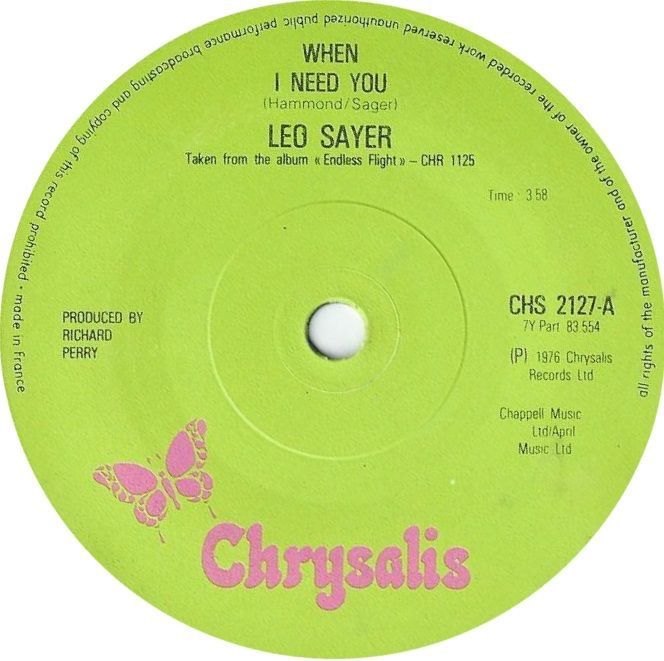 all rights of the manufacturer and of the owner of the recorded work reserved unauthorized public performance broadcasting and copying of this record prohibited - made in France
WHEN
I NEED YOU
(Hammond/Sager)
LEO SAYER
Taken from the album « Endless Flight » – CHR 1125
Time : 3.58
PRODUCED BY
RICHARD
PERRY
CHS 2127-A
7Y Part 83.554
(P) 1976 Chrysalis
Records Ltd
Chappell Music
Ltd/April
Music Ltd
Chrysalis